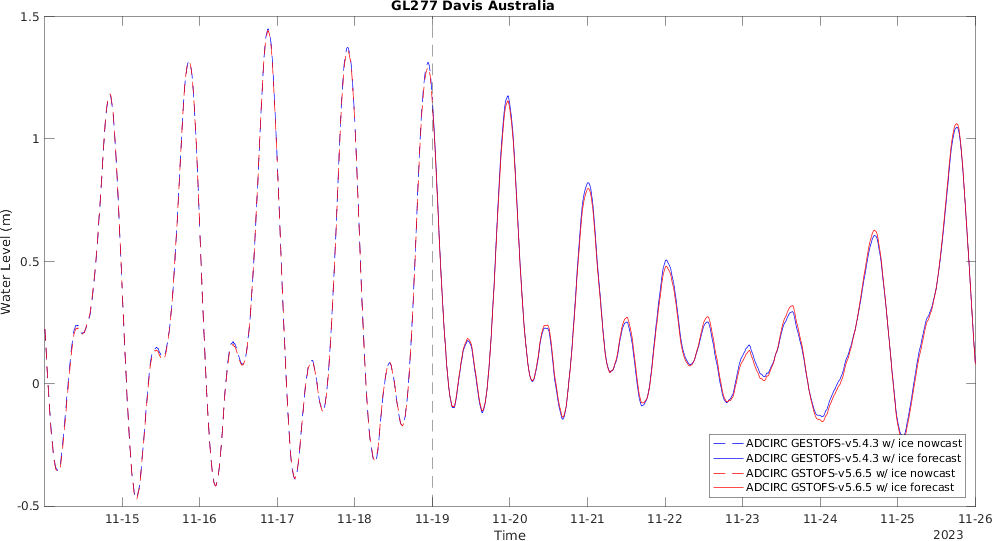 GL277 Davis Australia
1.5
1
0.5
0
-0.5
Water Level (m)
11-15 11-16 11-17 11-18 11-19 11-20 11-21 11-22 11-23 11-24 11-25 11-26
Time
2023
ADCIRC GESTOFS-v5.4.3 w/ ice nowcast
ADCIRC GESTOFS-v5.4.3 w/ ice forecast
ADCIRC GSTOFS-v5.6.5 w/ ice nowcast
ADCIRC GSTOFS-v5.6.5 w/ ice forecast